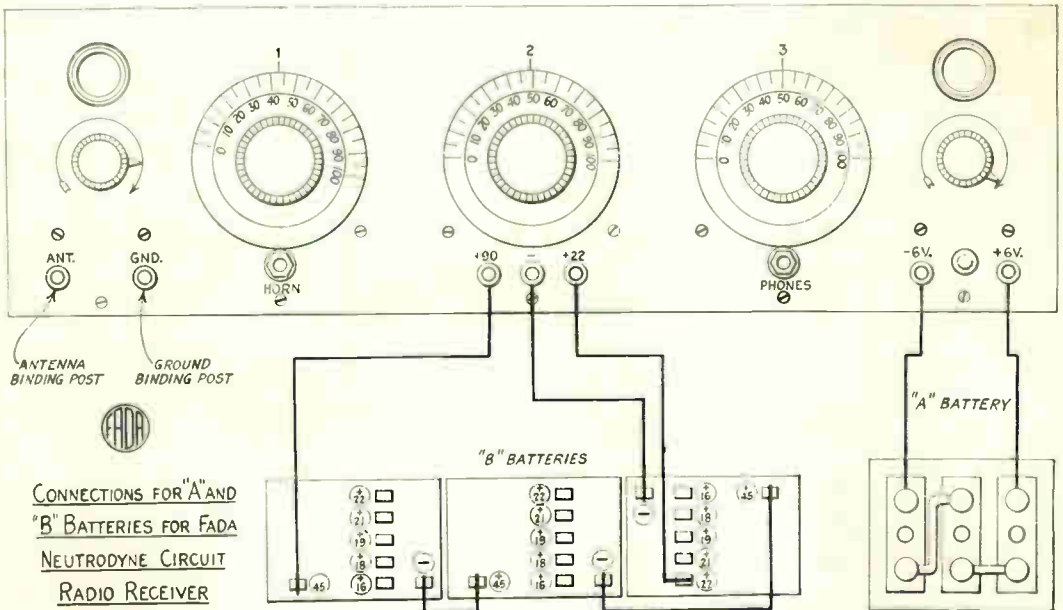 1
2
3
0 10 20 30 40 50 60 70 80 90 100
0 10 20 30 40 50 60 70 80 90 100
0 10 20 30 40 50 60 70 80 90 100
ANT.
GND.
HORN
+90
-
+22
PHONES
-6V.
+6V.
ANTENNA
BINDING POST
GROUND
BINDING POST
FADA
"A" BATTERY
"B" BATTERIES
CONNECTIONS FOR "A" AND
"B" BATTERIES FOR FADA
NEUTRODYNE CIRCUIT
RADIO RECEIVER
+22
+21
+19
+18
+16
-
45
+22
+21
+19
+18
+16
-
+45
-
+16
+18
+19
+21
+22
+45